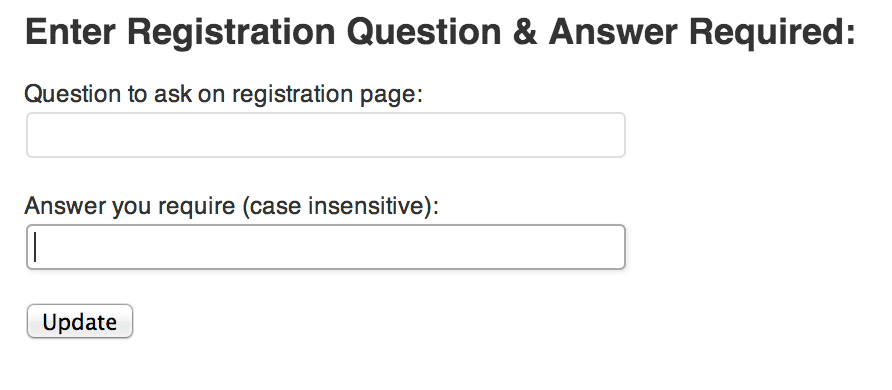 Enter Registration Question & Answer Required:
Question to ask on registration page:
Answer you require (case insensitive):
Update